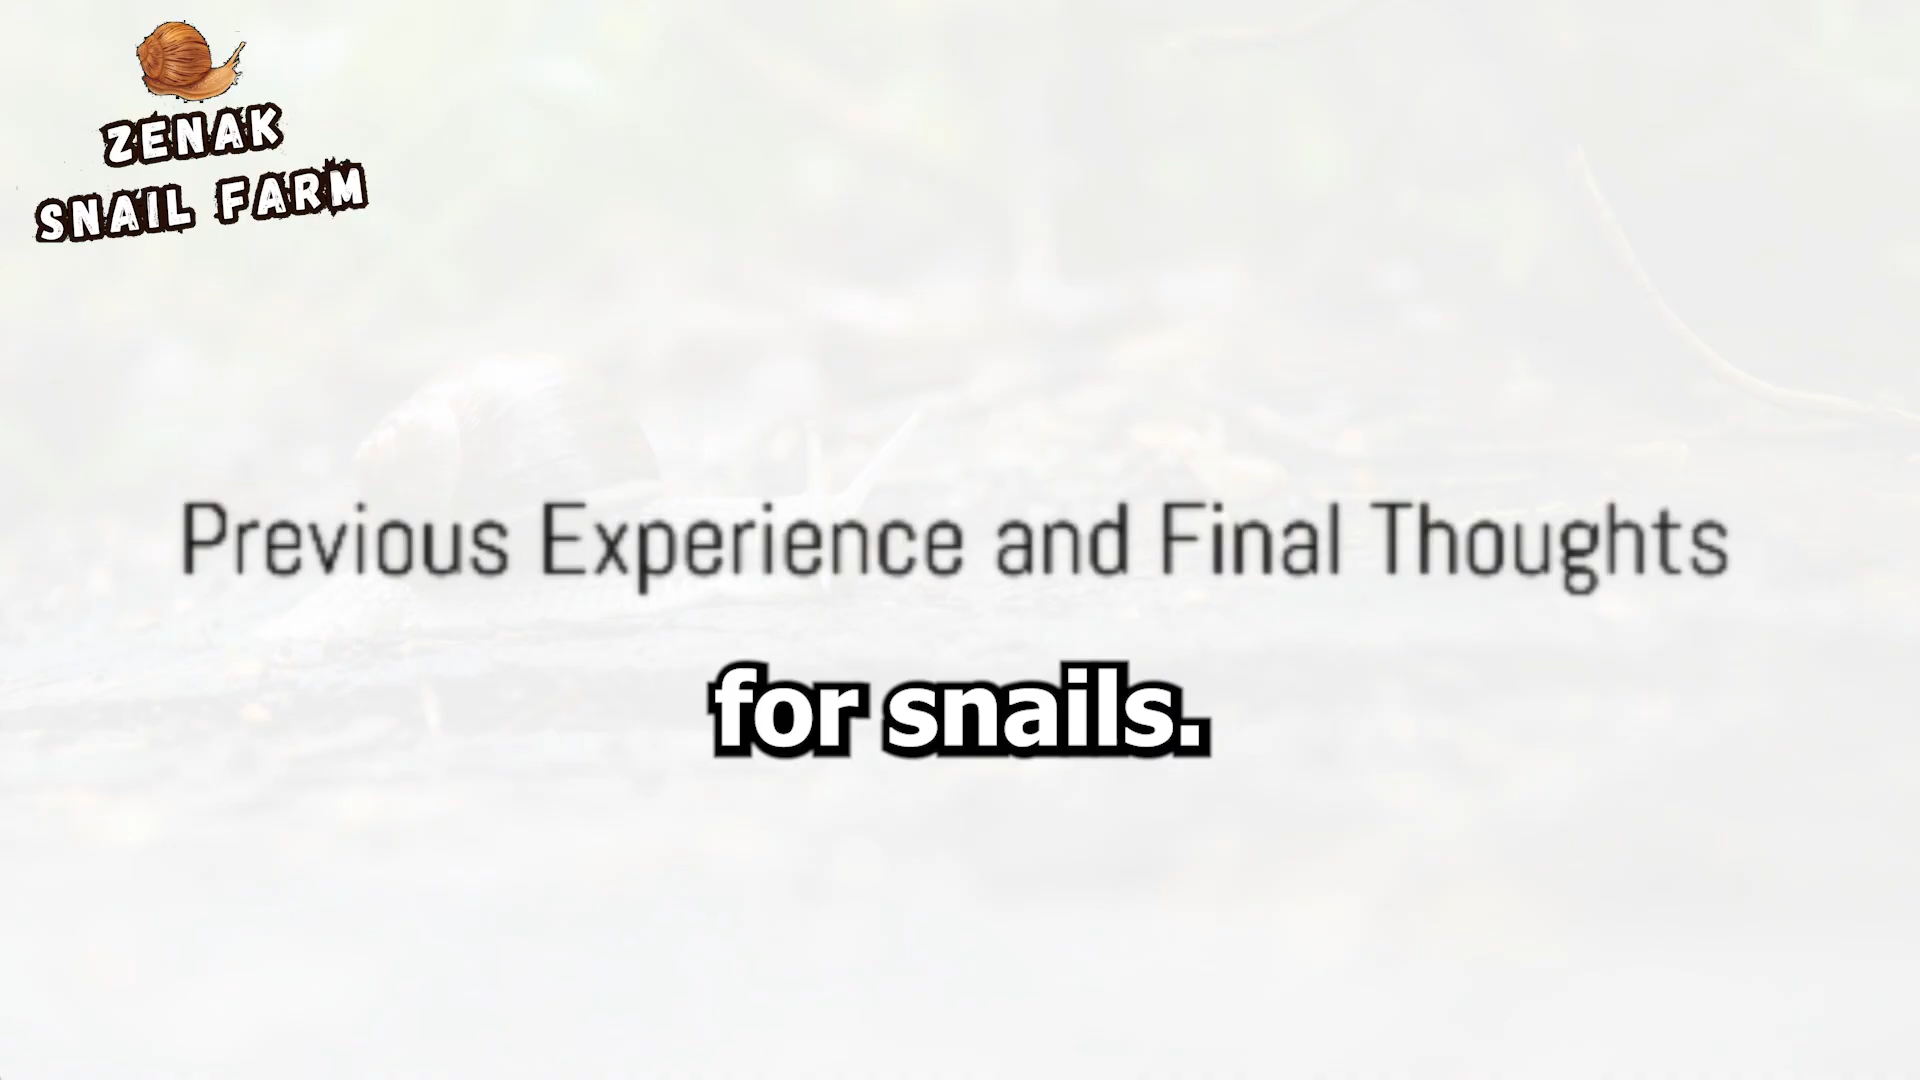 ZENAK
SNAIL FARM
Previous Experience and Final Thoughts
for snails.